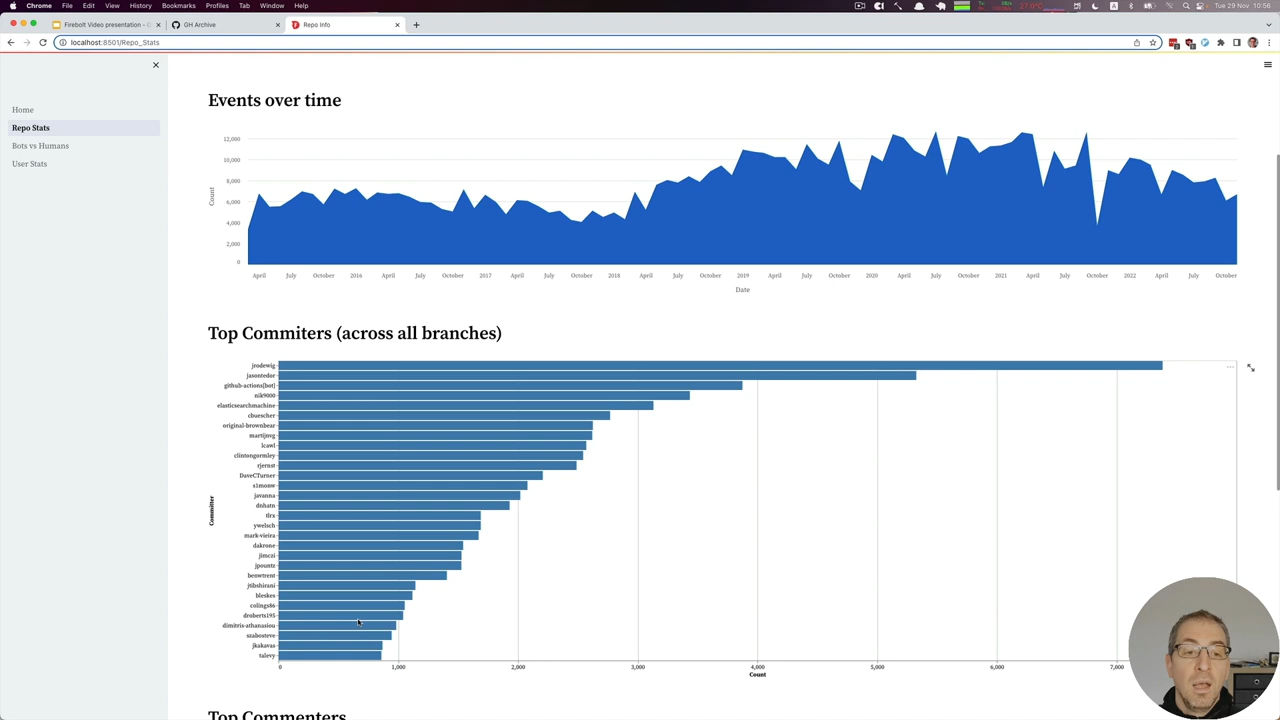 Chrome File Edit View History Bookmarks Profiles Tab Window Help
Tue 29 Nov 10:56
Firebolt Video presentation - G
GH Archive
Repo Info
localhost:8501/Repo_Stats
Home
Repo Stats
Bots vs Humans
User Stats
Events over time
12,000
10,000
8,000
6,000
4,000
2,000
0
Count
April July October 2016 April July October 2017 April July October 2018 April July October 2019 April July October 2020 April July October 2021 April July October 2022 April July October
Date
Top Commiters (across all branches)
jrodewig
jasontedor
github-actions[bot]
nik9000
elasticsearchmachine
cbuescher
original-brownbear
martijnvg
lcawl
clintongormley
rjernst
DaveCTurner
s1monw
javanna
dnhatn
tlrx
ywelsch
mark-vieira
dakrone
jimczi
jpountz
benwtrent
jtibshirani
bleskes
colings86
droberts195
dimitris-athanasiou
szabosteve
jkakavas
talevy
Committer
0 1,000 2,000 3,000 4,000 5,000 6,000 7,000
Count
Top Commenters